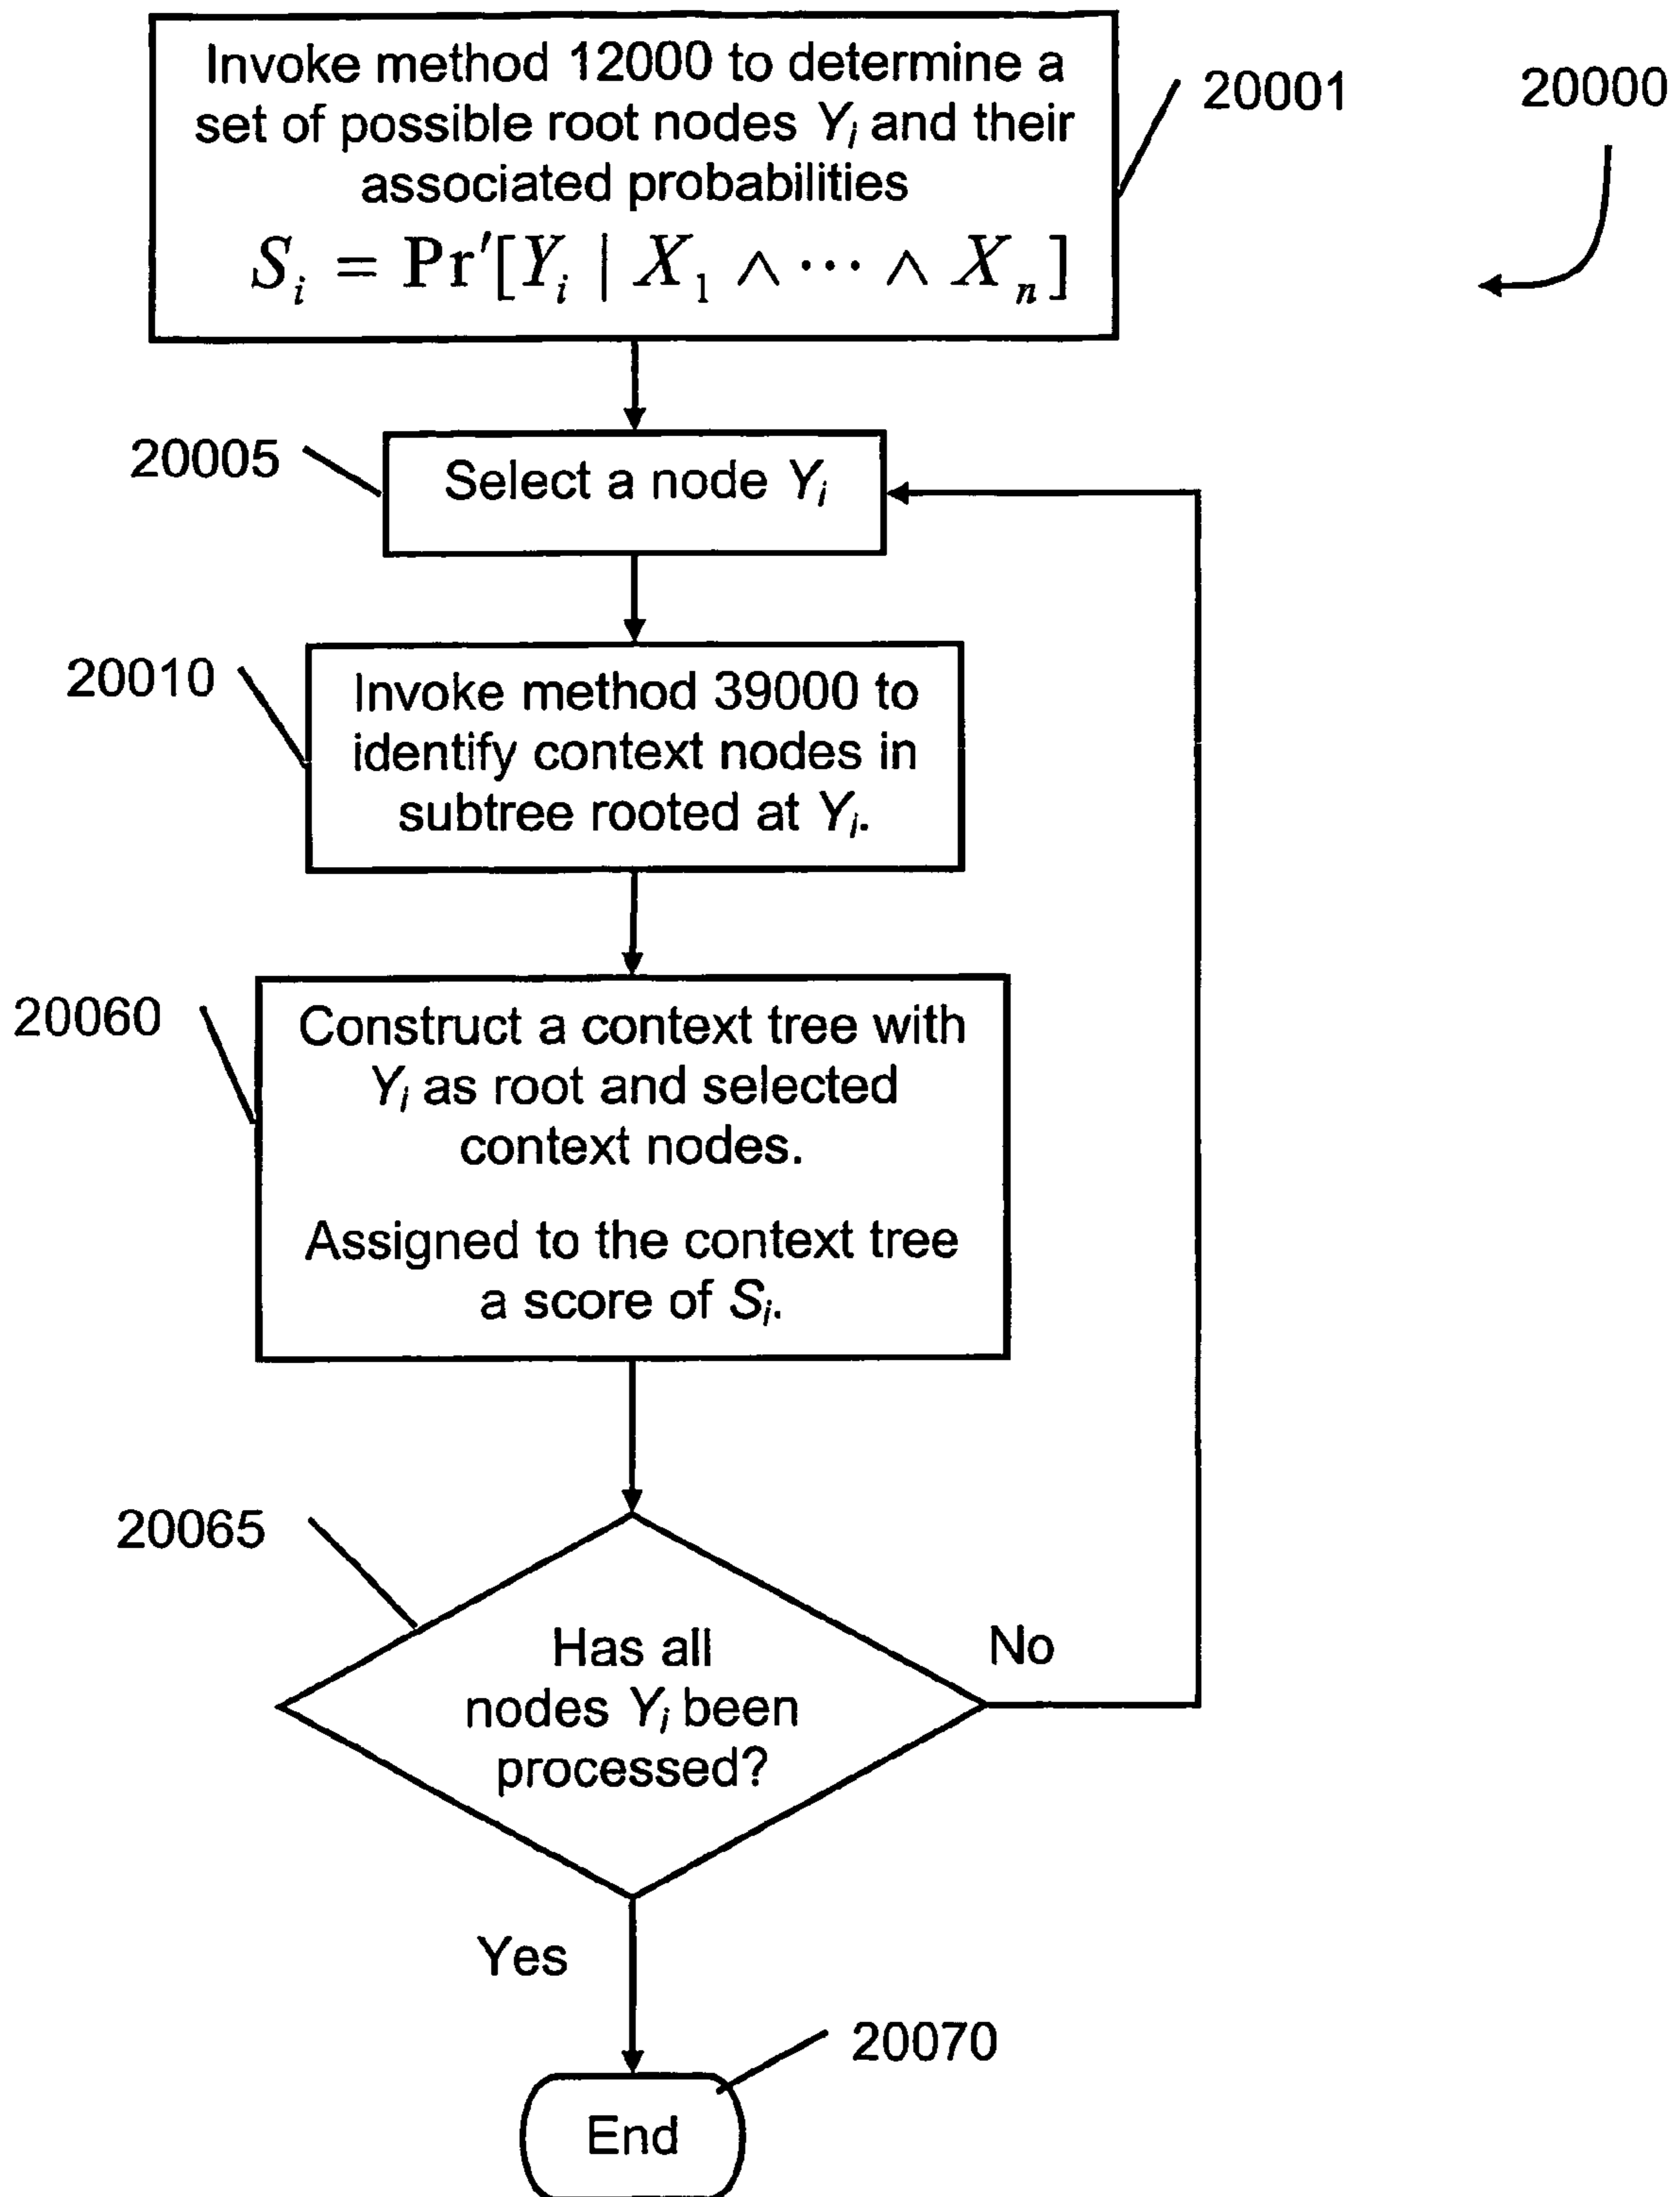 Invoke method 12000 to determine a
set of possible root nodes Yi and their
associated probabilities
Si = Pr′[Yi | X1 ∧ ⋯ ∧ Xn]
20001
20000
20005
Select a node Yi
20010
Invoke method 39000 to
identify context nodes in
subtree rooted at Yi.
20060
Construct a context tree with
Yi as root and selected
context nodes.
Assigned to the context tree
a score of Si.
20065
Has all
nodes Yi been
processed?
No
Yes
20070
End